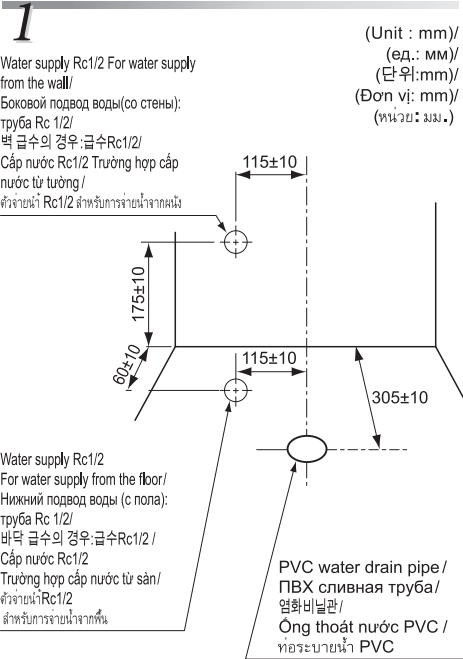 1
(Unit : mm)/
(ед.: мм)/
(단위:mm)/
(Đơn vị: mm)/
(หน่วย: มม.)
Water supply Rc1/2 For water supply
from the wall/
Боковой подвод воды(со стены):
труба Rc 1/2/
벽 급수의 경우:급수Rc1/2/
Cấp nước Rc1/2 Trường hợp cấp
nước từ tường /
ตัวจ่ายน้ำ Rc1/2 สำหรับการจ่ายน้ำจากผนัง
115±10
175±10
60±10
115±10
305±10
Water supply Rc1/2
For water supply from the floor/
Нижний подвод воды (с пола):
труба Rc 1/2/
바닥 급수의 경우:급수Rc1/2 /
Cấp nước Rc1/2
Trường hợp cấp nước từ sàn/
ตัวจ่ายน้ำRc1/2
สำหรับการจ่ายน้ำจากพื้น
PVC water drain pipe/
ПВХ сливная труба/
염화비닐관/
Ống thoát nước PVC /
ท่อระบายน้ำ PVC